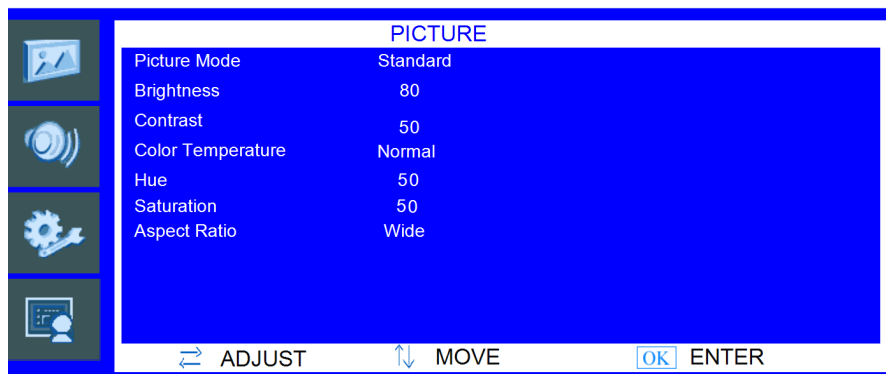 PICTURE
Picture Mode Standard
Brightness 80
Contrast 50
Color Temperature Normal
Hue 50
Saturation 50
Aspect Ratio Wide
ADJUST MOVE OK ENTER